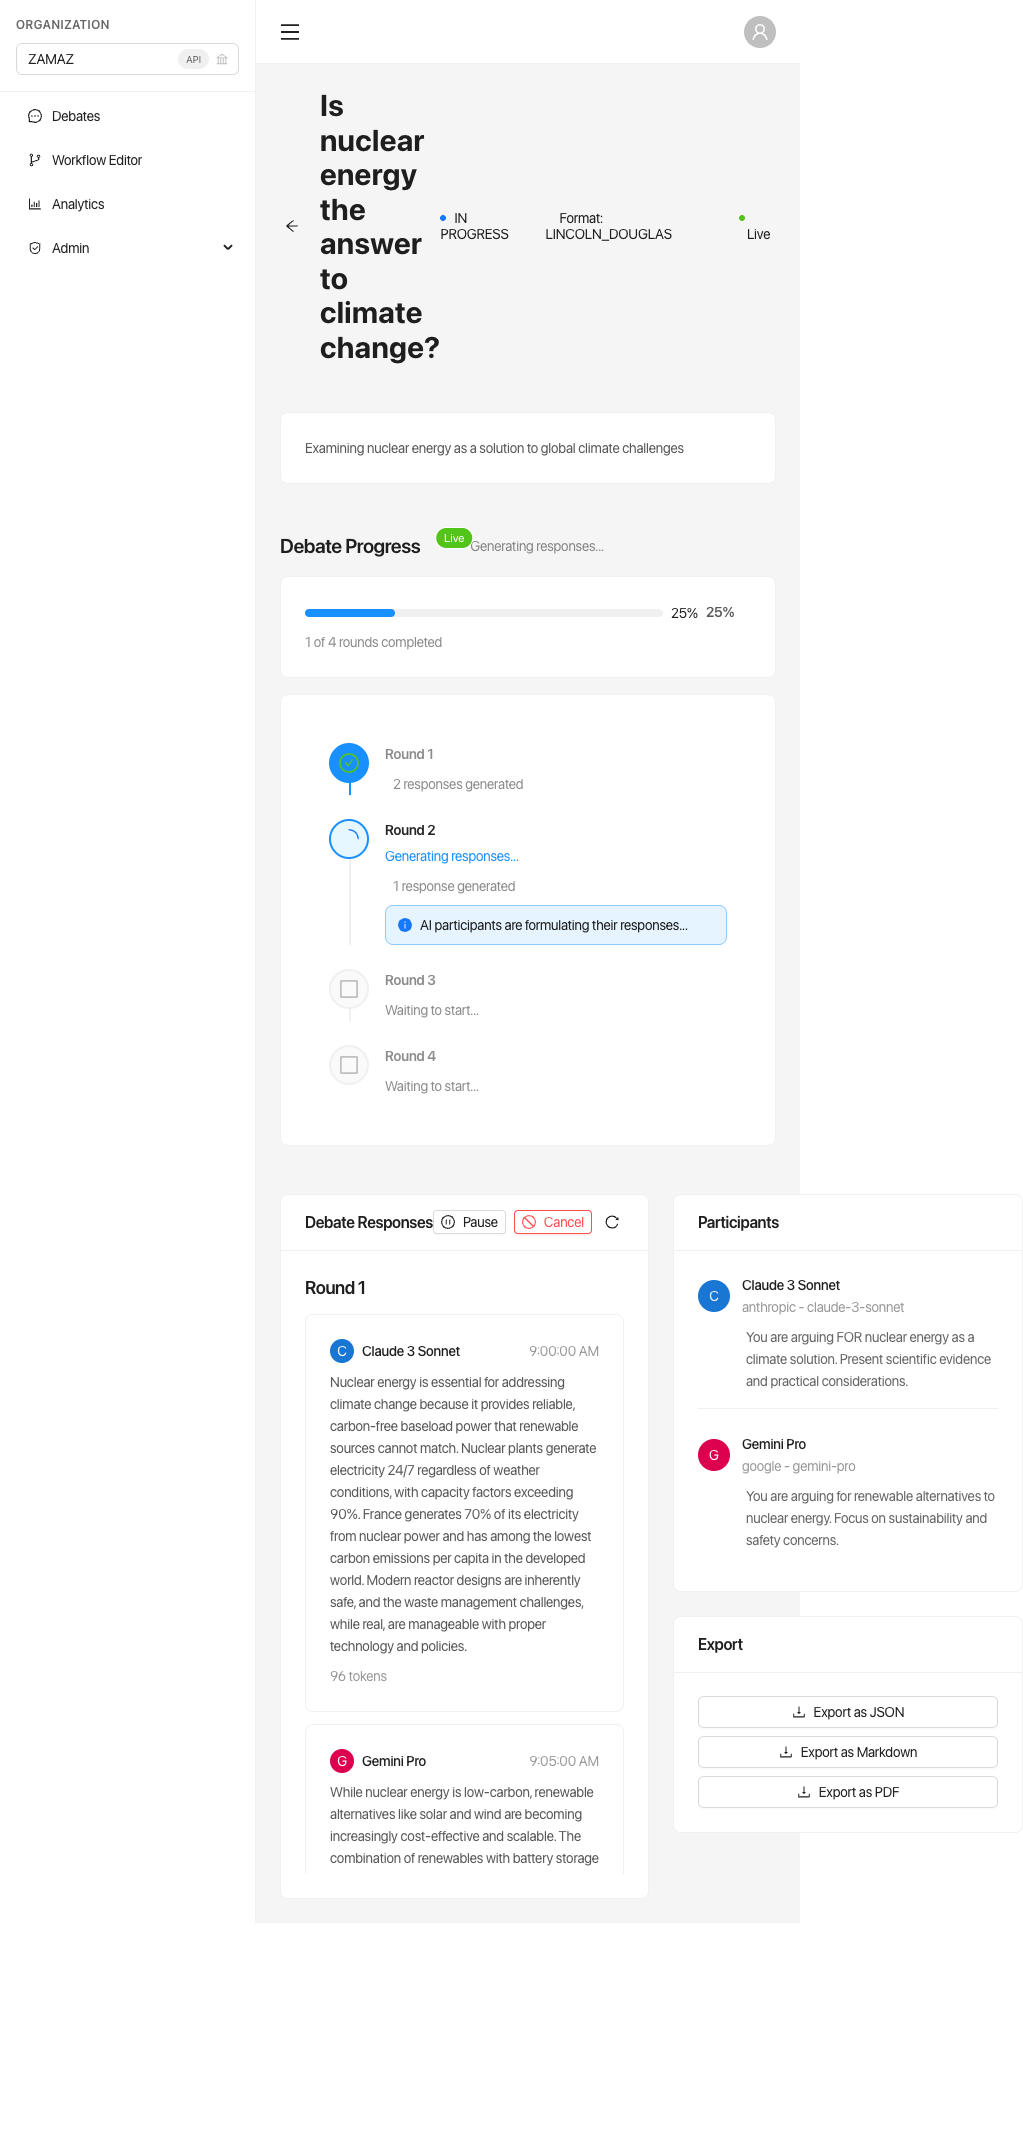 ORGANIZATION
ZAMAZ
API
Debates
Workflow Editor
Analytics
Admin
Is
nuclear
energy
the
answer
to
climate
change?
IN
PROGRESS
Format:
LINCOLN_DOUGLAS
Live
Examining nuclear energy as a solution to global climate challenges
Debate Progress
Live
Generating responses...
25%
25%
1 of 4 rounds completed
Round 1
2 responses generated
Round 2
Generating responses...
1 response generated
AI participants are formulating their responses...
Round 3
Waiting to start...
Round 4
Waiting to start...
Debate Responses
Pause
Cancel
Round 1
C
Claude 3 Sonnet
9:00:00 AM
Nuclear energy is essential for addressing
climate change because it provides reliable,
carbon-free baseload power that renewable
sources cannot match. Nuclear plants generate
electricity 24/7 regardless of weather
conditions, with capacity factors exceeding
90%. France generates 70% of its electricity
from nuclear power and has among the lowest
carbon emissions per capita in the developed
world. Modern reactor designs are inherently
safe, and the waste management challenges,
while real, are manageable with proper
technology and policies.
96 tokens
G
Gemini Pro
9:05:00 AM
While nuclear energy is low-carbon, renewable
alternatives like solar and wind are becoming
increasingly cost-effective and scalable. The
combination of renewables with battery storage
Participants
C
Claude 3 Sonnet
anthropic - claude-3-sonnet
You are arguing FOR nuclear energy as a
climate solution. Present scientific evidence
and practical considerations.
G
Gemini Pro
google - gemini-pro
You are arguing for renewable alternatives to
nuclear energy. Focus on sustainability and
safety concerns.
Export
Export as JSON
Export as Markdown
Export as PDF